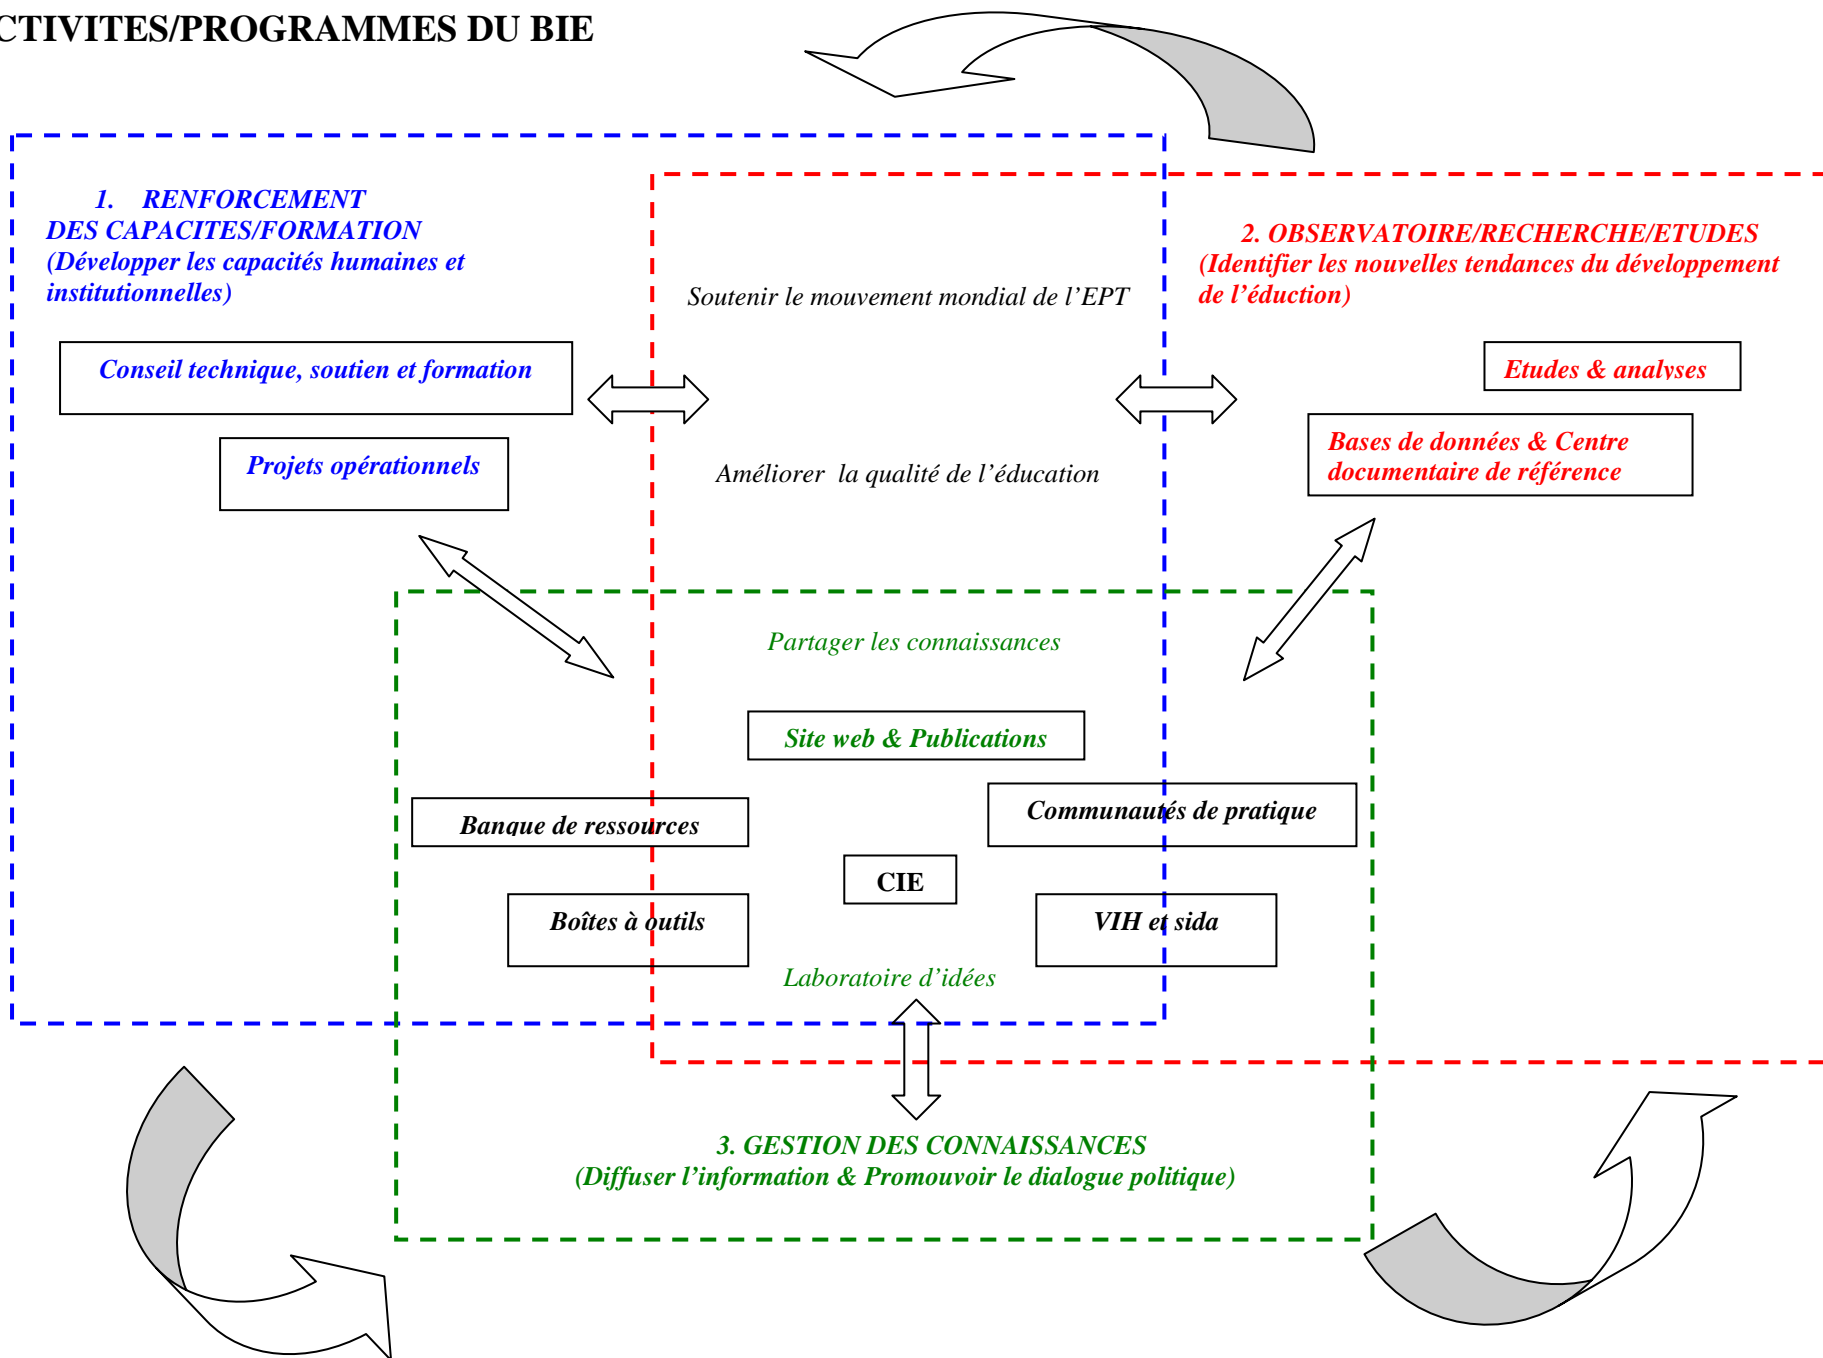 CTIVITES/PROGRAMMES DU BIE
1. RENFORCEMENT
DES CAPACITES/FORMATION
(Développer les capacités humaines et
institutionnelles)
Conseil technique, soutien et formation
Projets opérationnels
Soutenir le mouvement mondial de l’EPT
Améliorer la qualité de l’éducation
2. OBSERVATOIRE/RECHERCHE/ETUDES
(Identifier les nouvelles tendances du développement
de l’éduction)
Etudes & analyses
Bases de données & Centre
documentaire de référence
Partager les connaissances
Site web & Publications
Banque de ressources
Communautés de pratique
CIE
Boîtes à outils
VIH et sida
Laboratoire d’idées
3. GESTION DES CONNAISSANCES
(Diffuser l’information & Promouvoir le dialogue politique)